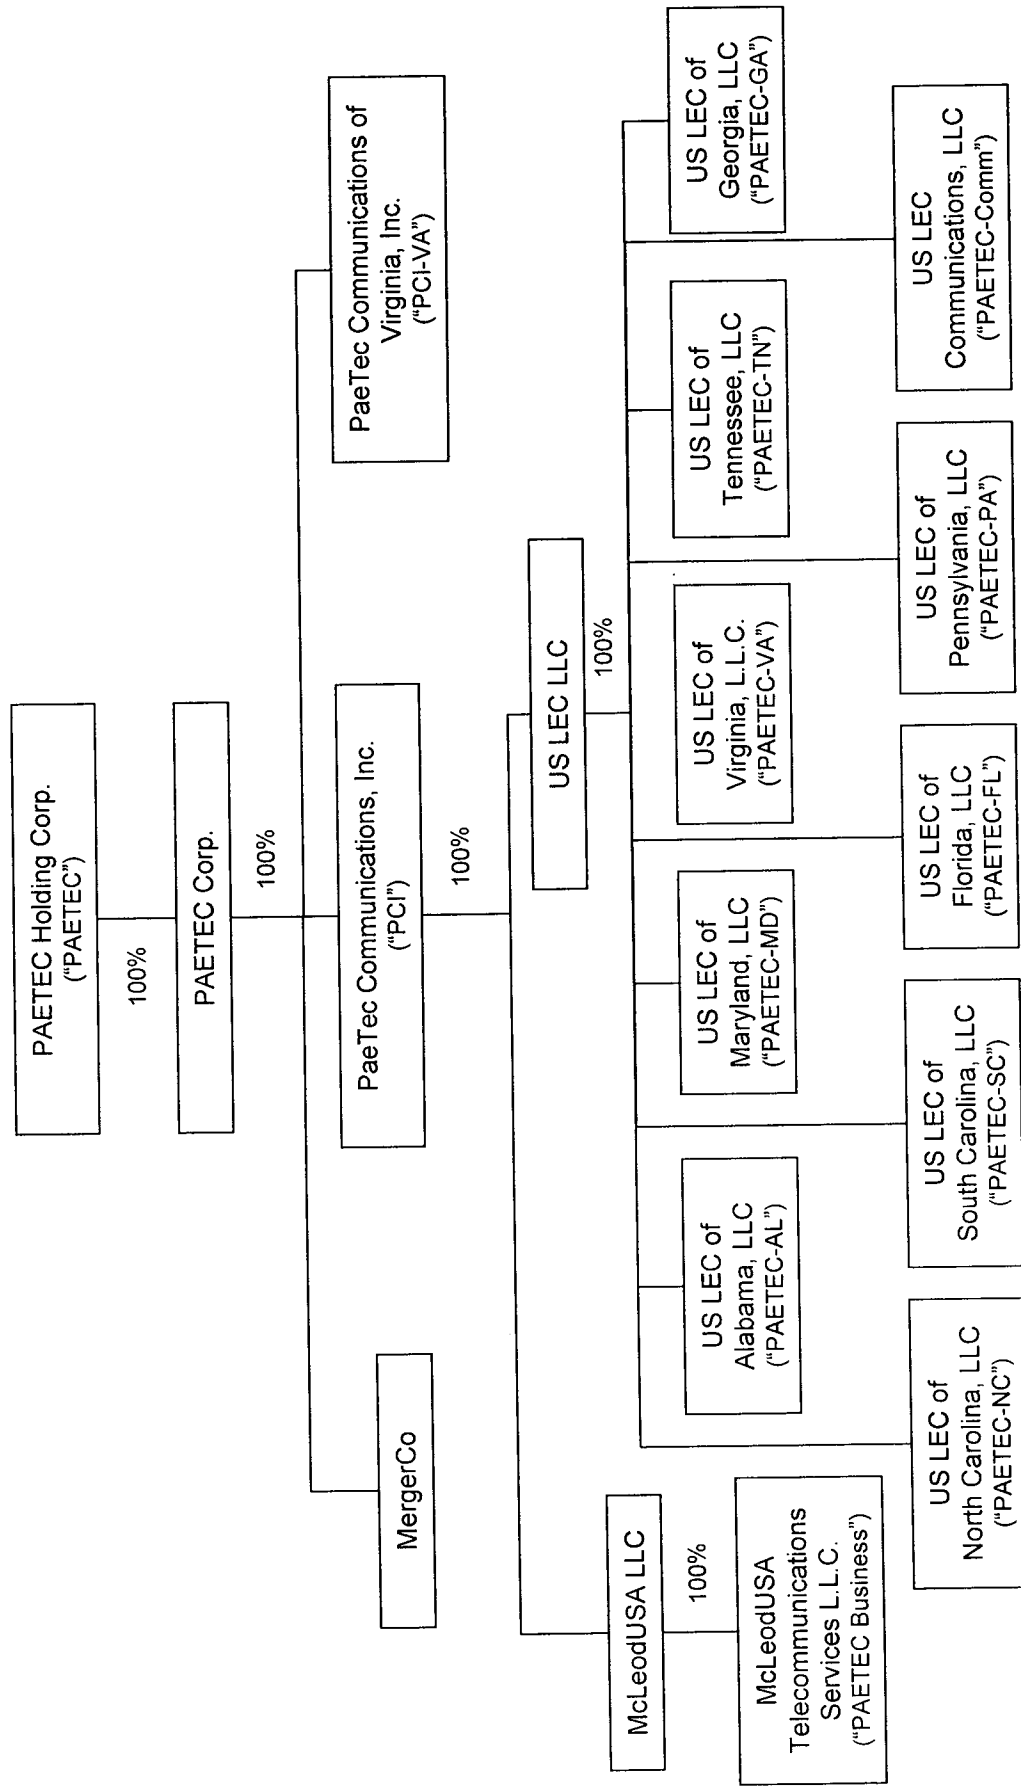 PAETEC Holding Corp.
("PAETEC")
100%
PAETEC Corp.
100%
MergerCo
PaeTec Communications, Inc.
("PCI")
PaeTec Communications of
Virginia, Inc.
("PCI-VA")
100%
McLeodUSA LLC
US LEC LLC
100%
100%
McLeodUSA
Telecommunications
Services L.L.C.
("PAETEC Business")
US LEC of
Alabama, LLC
("PAETEC-AL")
US LEC of
Maryland, LLC
("PAETEC-MD")
US LEC of
Virginia, L.L.C.
("PAETEC-VA")
US LEC of
Tennessee, LLC
("PAETEC-TN")
US LEC of
Georgia, LLC
("PAETEC-GA")
US LEC of
North Carolina, LLC
("PAETEC-NC")
US LEC of
South Carolina, LLC
("PAETEC-SC")
US LEC of
Florida, LLC
("PAETEC-FL")
US LEC of
Pennsylvania, LLC
("PAETEC-PA")
US LEC
Communications, LLC
("PAETEC-Comm")